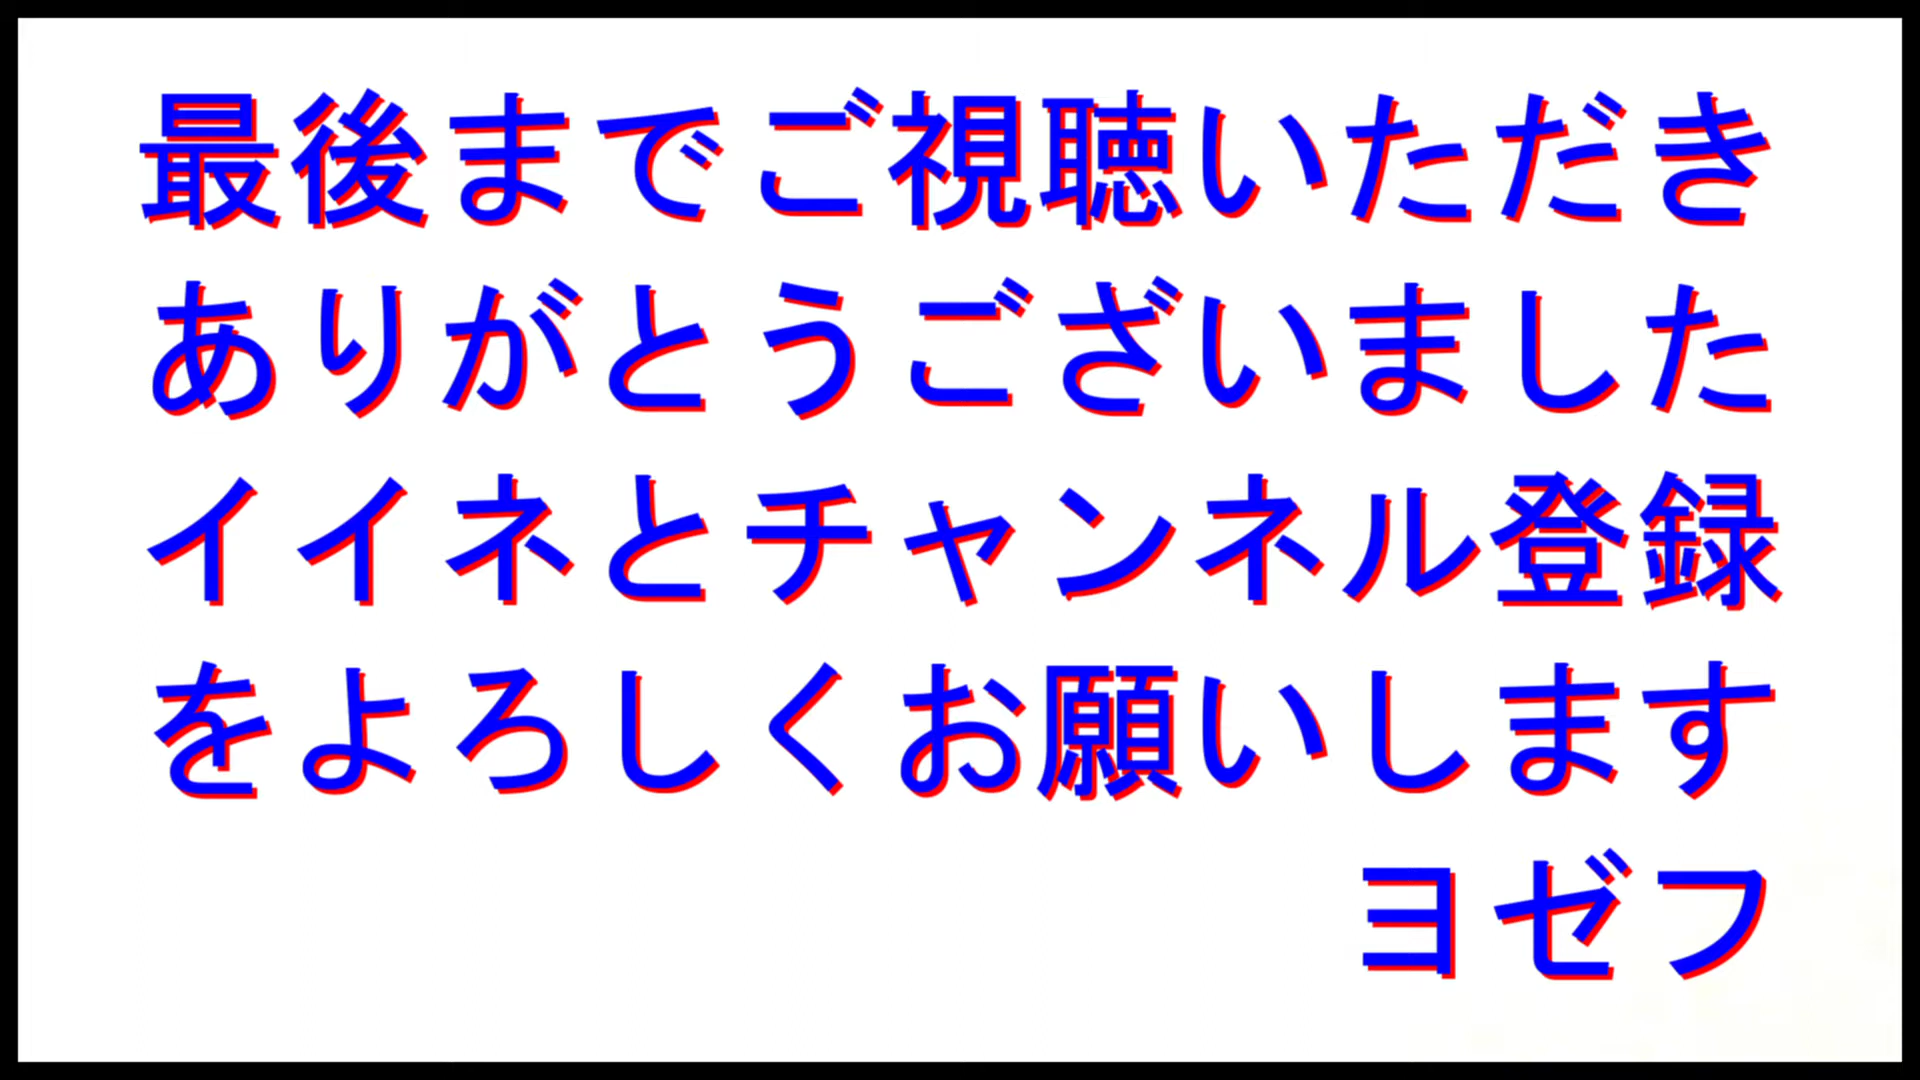 最後までご視聴いただき
ありがとうございました
イイネとチャンネル登録
をよろしくお願いします
ヨゼフ